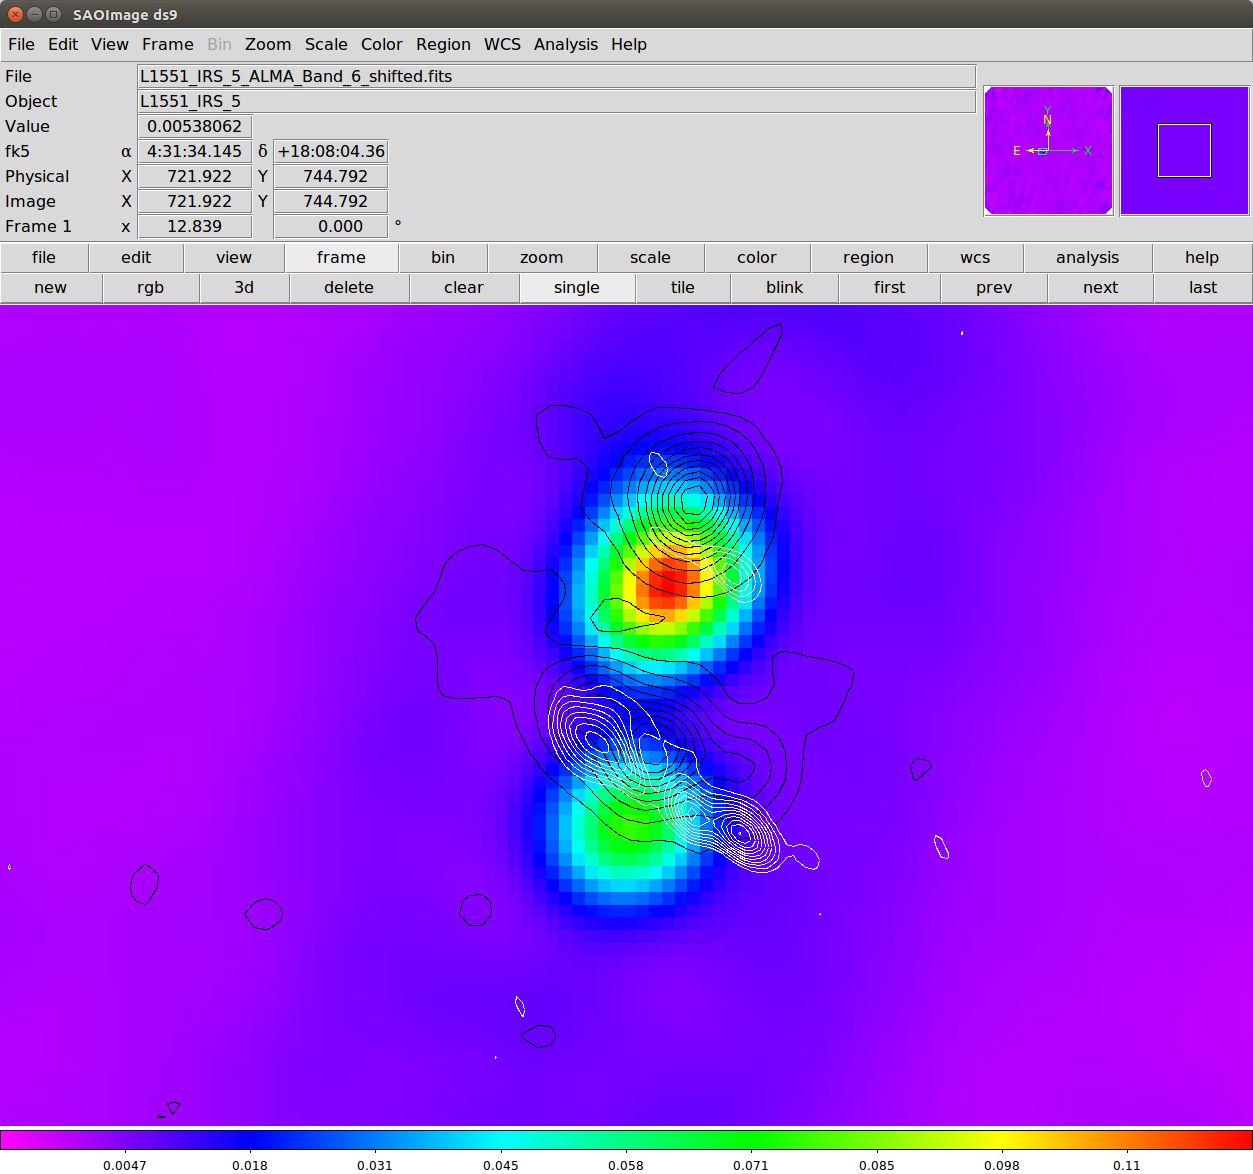 SAOImage ds9
File Edit View Frame Bin Zoom Scale Color Region WCS Analysis Help
File L1551_IRS_5_ALMA_Band_6_shifted.fits
Object L1551_IRS_5
Value 0.00538062
fk5 α 4:31:34.145 δ +18:08:04.36
Physical X 721.922 Y 744.792
Image X 721.922 Y 744.792
Frame 1 x 12.839 0.000 °
Y
N
E X
file edit view frame bin zoom scale color region wcs analysis help
new rgb 3d delete clear single tile blink first prev next last
0.0047 0.018 0.031 0.045 0.058 0.071 0.085 0.098 0.11